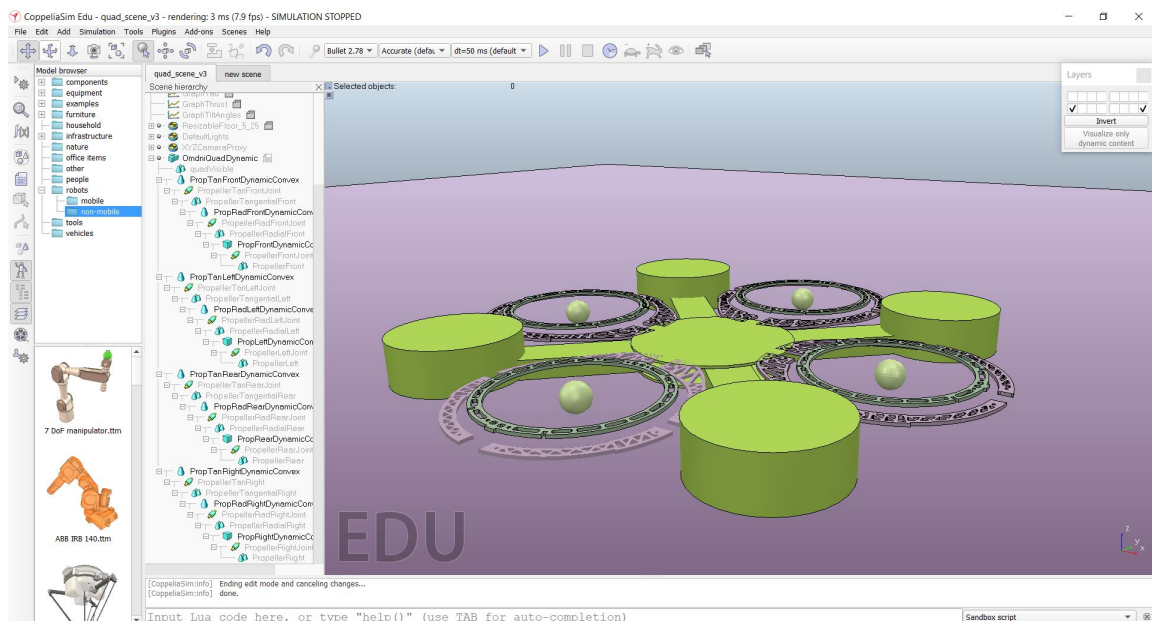 CoppeliaSim Edu - quad_scene_v3 - rendering: 3 ms (7.9 fps) - SIMULATION STOPPED
File Edit Add Simulation Tools Plugins Add-ons Scenes Help
Bullet 2.78 Accurate (defau dt=50 ms (default
Model browser
components
equipment
examples
furniture
household
infrastructure
nature
office items
other
people
robots
mobile
non-mobile
tools
vehicles
7 DoF manipulator.ttm
ABB IRB 140.ttm
quad_scene_v3 new scene
Scene hierarchy
GraphThrust
GraphTiltAngles
ResizableFloor_5_25
DefaultLights
XYZCameraProxy
OmdniQuadDynamic
quadVisible
PropTanFrontDynamicConvex
PropellerTanFrontJoint
PropellerTangentialFront
PropRadFrontDynamicConv
PropellerRadFrontJoint
PropellerRadialFront
PropFrontDynamicCo
PropellerFrontJoint
PropellerFront
PropTanLeftDynamicConvex
PropellerTanLeftJoint
PropellerTangentialLeft
PropRadLeftDynamicConve
PropellerRadLeftJoint
PropellerRadialLeft
PropLeftDynamicCon
PropellerLeftJoint
PropellerLeft
PropTanRearDynamicConvex
PropellerTanRearJoint
PropellerTangentialRear
PropRadRearDynamicConv
PropellerRadRearJoint
PropellerRadialRear
PropRearDynamicCo
PropellerRearJoint
PropellerRear
PropTanRightDynamicConvex
PropellerTanRight
PropellerTangentialRight
PropRadRightDynamicConv
PropellerRadRightJoint
PropellerRadialRight
PropRightDynamicCo
PropellerRightJoint
PropellerRight
Selected objects: 0
Layers
Invert
Visualize only
dynamic content
EDU
z
y
x
[CoppeliaSim:info] Ending edit mode and canceling changes...
[CoppeliaSim:info] done.
Input Lua code here, or type "help()" (use TAB for auto-completion)
Sandbox script